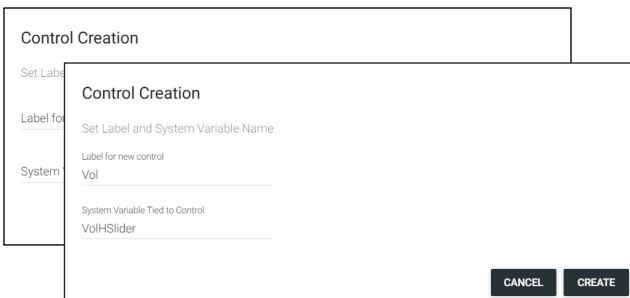 Control Creation
Set Labe
Label for
System
Control Creation
Set Label and System Variable Name
Label for new control
Vol
System Variable Tied to Control
VolHSlider
CANCEL CREATE